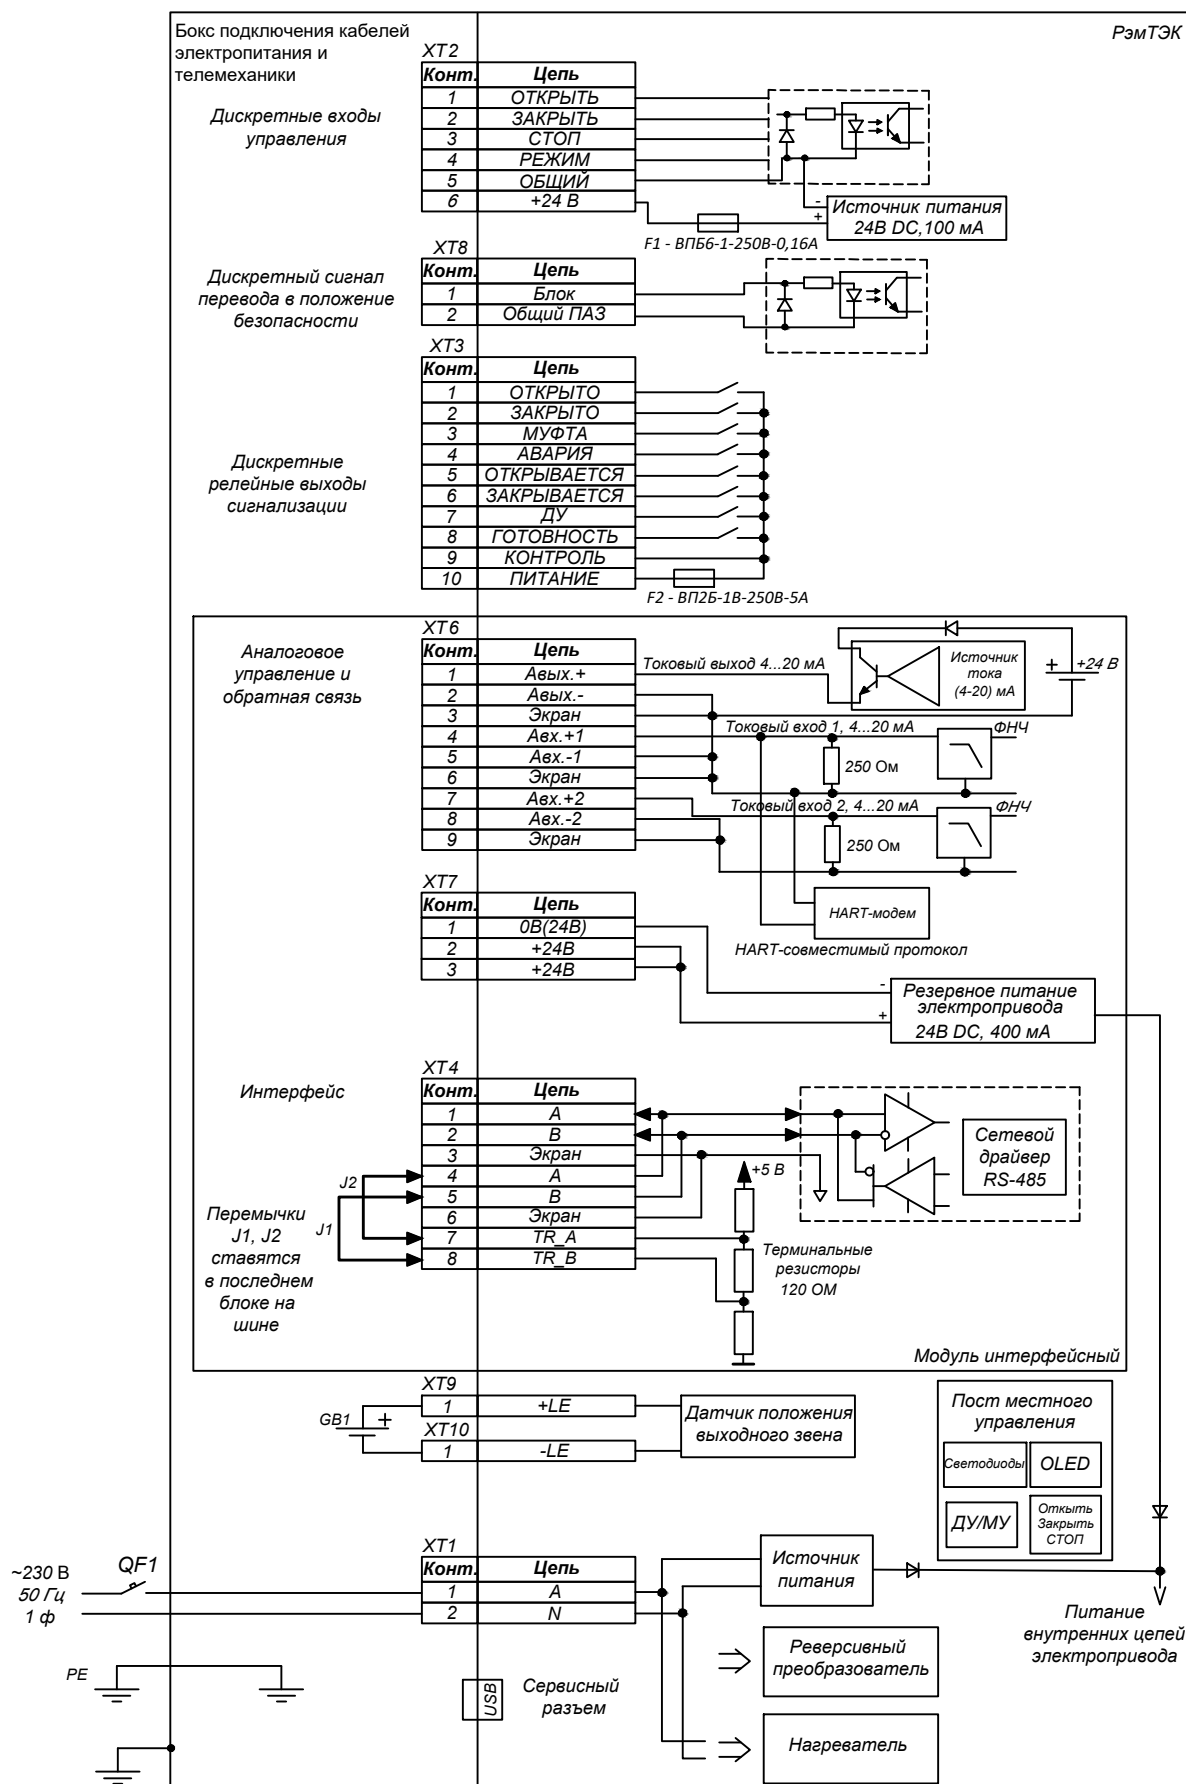 Бокс подключения кабелей
электропитания и
телемеханики
РэмТЭК
XT2
Конт. Цепь
Дискретные входы
управления
1 ОТКРЫТЬ
2 ЗАКРЫТЬ
3 СТОП
4 РЕЖИМ
5 ОБЩИЙ
6 +24 В
-
+
Источник питания
24В DC,100 мА
F1 - ВПБ6-1-250В-0,16А
XT8
Конт. Цепь
Дискретный сигнал
перевода в положение
безопасности
1 Блок
2 Общий ПАЗ
XT3
Конт. Цепь
Дискретные
релейные выходы
сигнализации
1 ОТКРЫТО
2 ЗАКРЫТО
3 МУФТА
4 АВАРИЯ
5 ОТКРЫВАЕТСЯ
6 ЗАКРЫВАЕТСЯ
7 ДУ
8 ГОТОВНОСТЬ
9 КОНТРОЛЬ
10 ПИТАНИЕ
F2 - ВП2Б-1В-250В-5А
XT6
Конт. Цепь
Аналоговое
управление и
обратная связь
1 Авых.+
2 Авых.-
3 Экран
4 Авх.+1
5 Авх.-1
6 Экран
7 Авх.+2
8 Авх.-2
9 Экран
Токовый выход 4...20 мА
Источник
тока
(4-20) мА
+ +24 В
Токовый вход 1, 4...20 мА
ФНЧ
250 Ом
Токовый вход 2, 4...20 мА
ФНЧ
250 Ом
HART-модем
HART-совместимый протокол
XT7
Конт. Цепь
1 0В(24В)
2 +24В
3 +24В
-
+
Резервное питание
электропривода
24В DC, 400 мА
XT4
Конт. Цепь
Интерфейс
1 A
2 B
3 Экран
4 A
5 B
6 Экран
7 TR_A
8 TR_B
J2
J1
Перемычки
J1, J2
ставятся
в последнем
блоке на
шине
+5 В
Терминальные
резисторы
120 ОМ
Сетевой
драйвер
RS-485
Модуль интерфейсный
XT9
1 +LE
XT10
1 -LE
GB1 +
Датчик положения
выходного звена
Пост местного
управления
Светодиоды
OLED
ДУ/МУ
Откыть
Закрыть
СТОП
XT1
Конт. Цепь
1 A
2 N
~230 В
50 Гц
1 ф
QF1
Источник
питания
Питание
внутренних цепей
электропривода
PE
USB
Сервисный
разъем
Реверсивный
преобразователь
Нагреватель